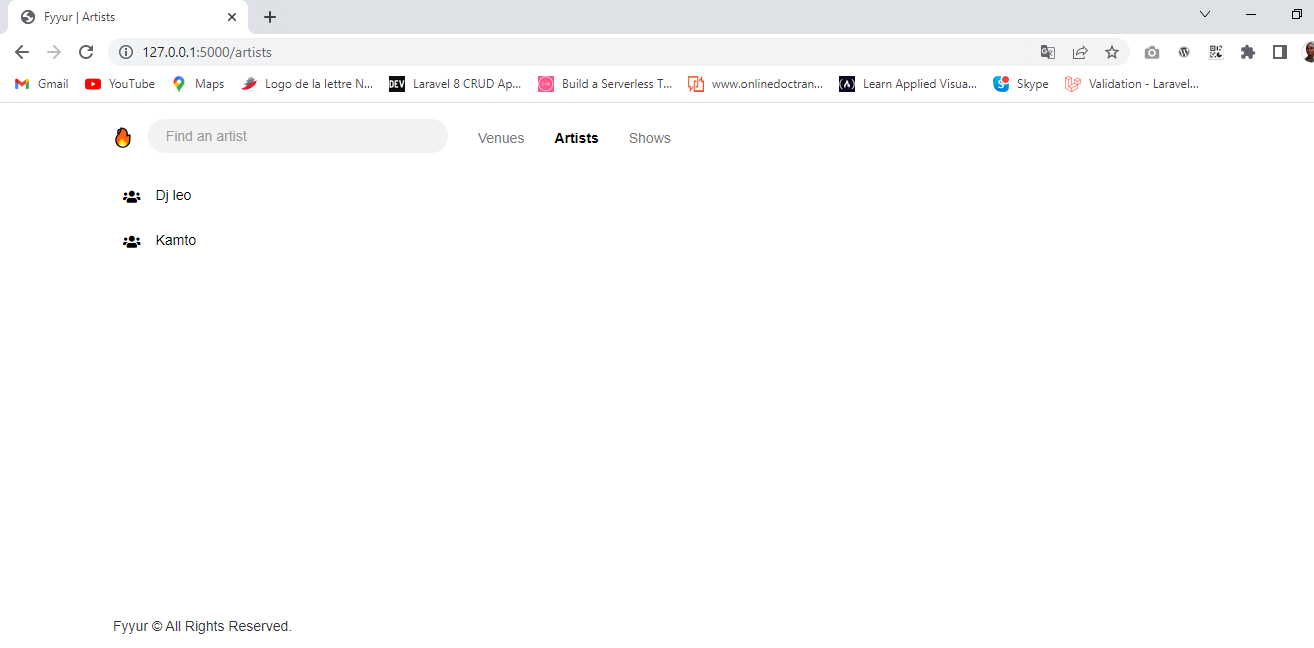 Fyyur | Artists
127.0.0.1:5000/artists
Gmail YouTube Maps Logo de la lettre N... DEV Laravel 8 CRUD Ap... Build a Serverless T... www.onlinedoctran... (A) Learn Applied Visua... S Skype Validation - Laravel...
Find an artist Venues Artists Shows
Dj leo
Kamto
Fyyur © All Rights Reserved.